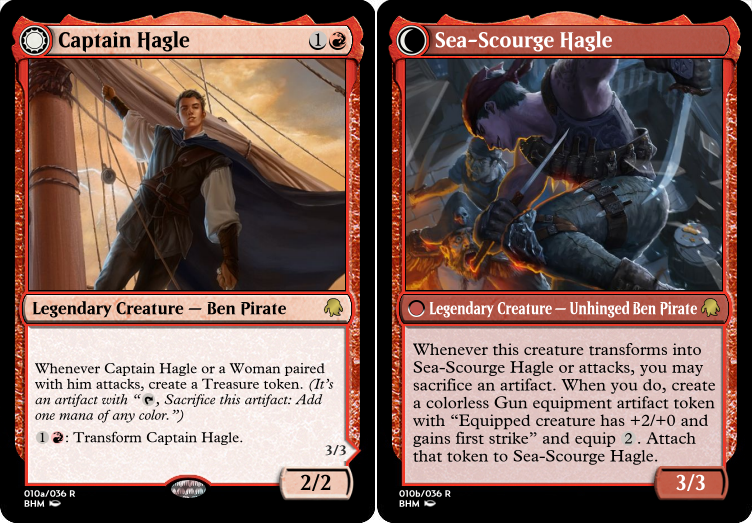 Captain Hagle 1
Legendary Creature — Ben Pirate
Whenever Captain Hagle or a Woman paired
with him attacks, create a Treasure token. (It's
an artifact with “, Sacrifice this artifact: Add
one mana of any color.”)
1: Transform Captain Hagle.
3/3
2/2
010a/036 R
BHM
Sea-Scourge Hagle
Legendary Creature — Unhinged Ben Pirate
Whenever this creature transforms into
Sea-Scourge Hagle or attacks, you may
sacrifice an artifact. When you do, create
a colorless Gun equipment artifact token
with “Equipped creature has +2/+0 and
gains first strike” and equip 2. Attach
that token to Sea-Scourge Hagle.
3/3
010b/036 R
BHM